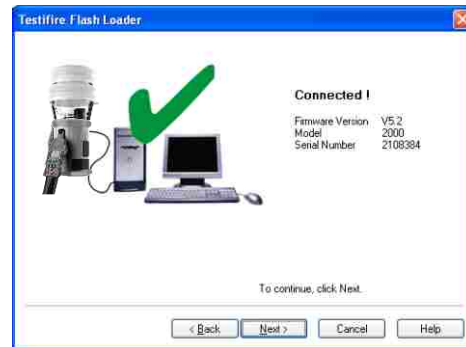 Testifire Flash Loader
Connected !
Firmware Version V5.2
Model 2000
Serial Number 2108384
To continue, click Next.
< Back Next > Cancel Help